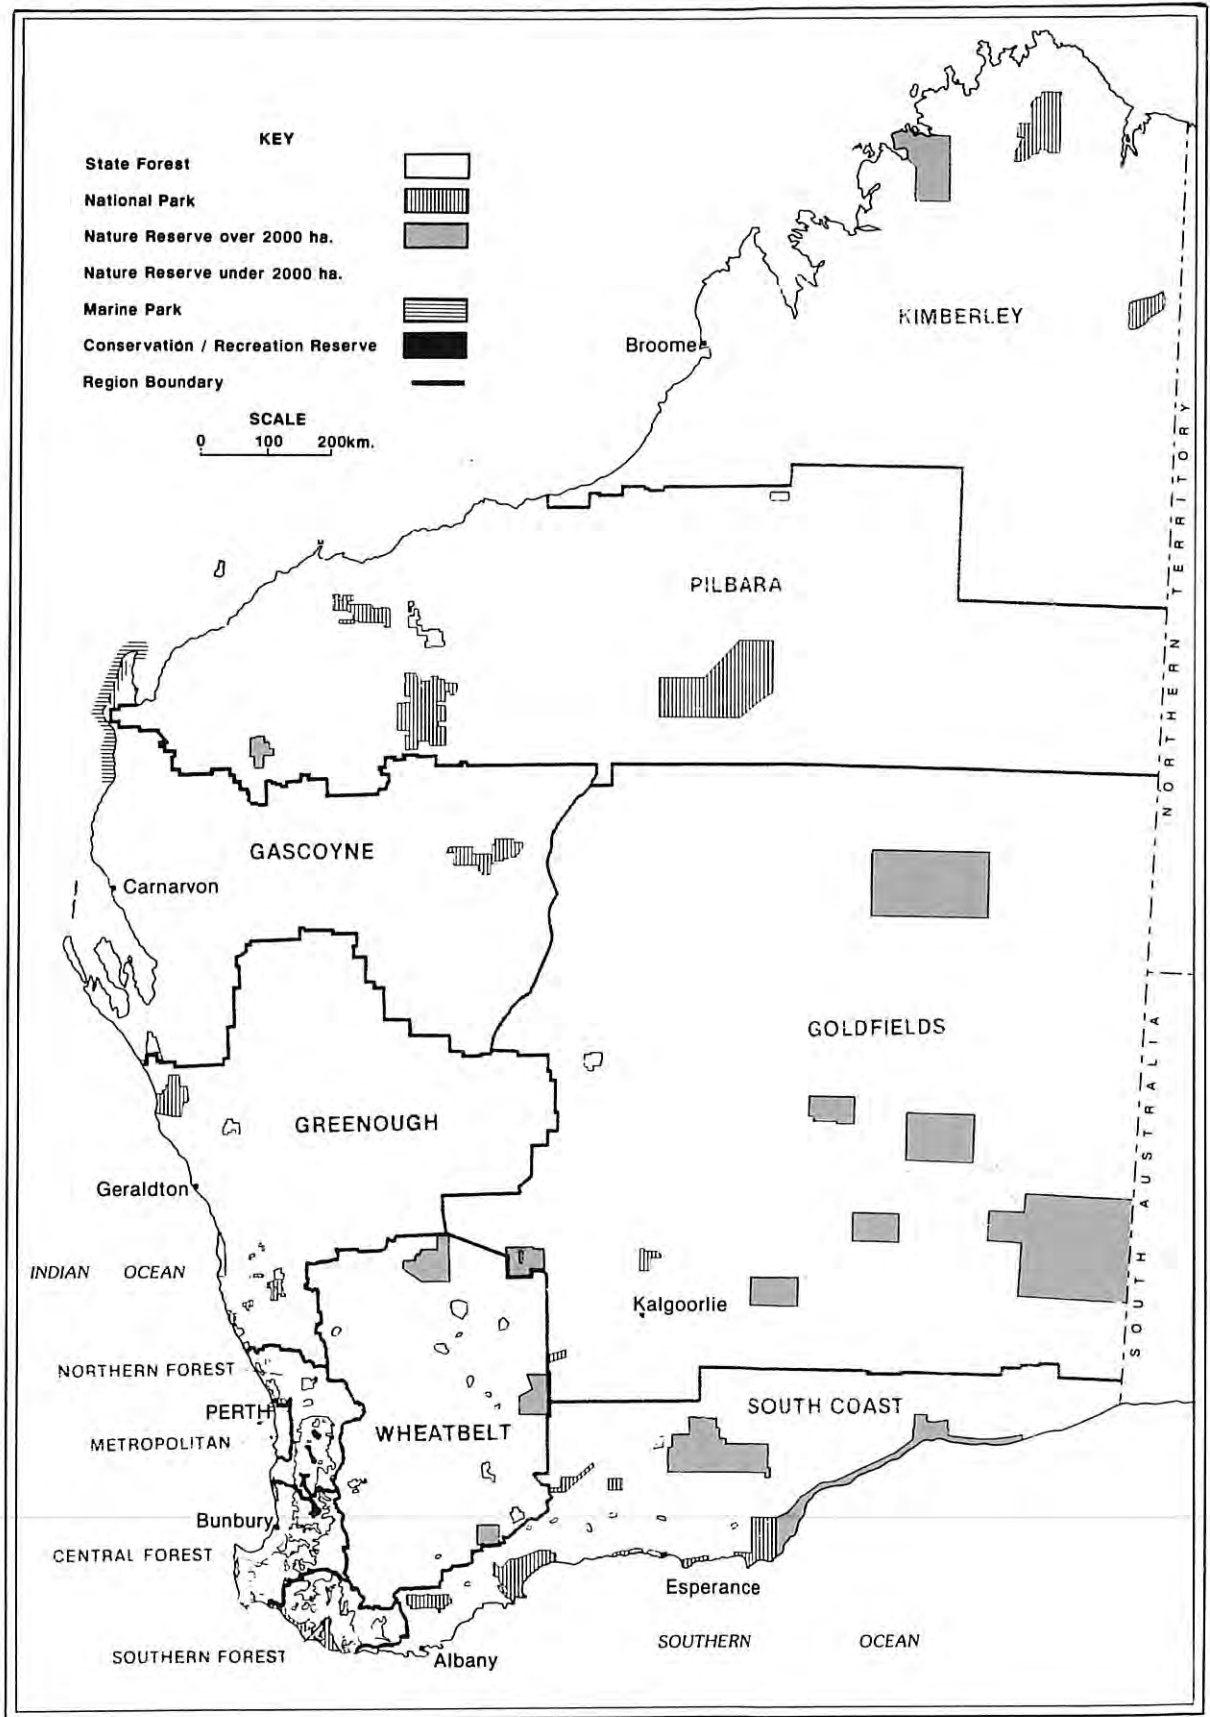 KEY
State Forest
National Park
Nature Reserve over 2000 ha.
Nature Reserve under 2000 ha.
Marine Park
Conservation / Recreation Reserve
Region Boundary
SCALE
0 100 200km.
KIMBERLEY
Broome
NORTHERN TERRITORY
PILBARA
GASCOYNE
Carnarvon
GOLDFIELDS
GREENOUGH
Geraldton
SOUTH AUSTRALIA
INDIAN OCEAN
Kalgoorlie
NORTHERN FOREST
PERTH
SOUTH COAST
METROPOLITAN
WHEATBELT
Bunbury
CENTRAL FOREST
Esperance
SOUTHERN OCEAN
SOUTHERN FOREST
Albany